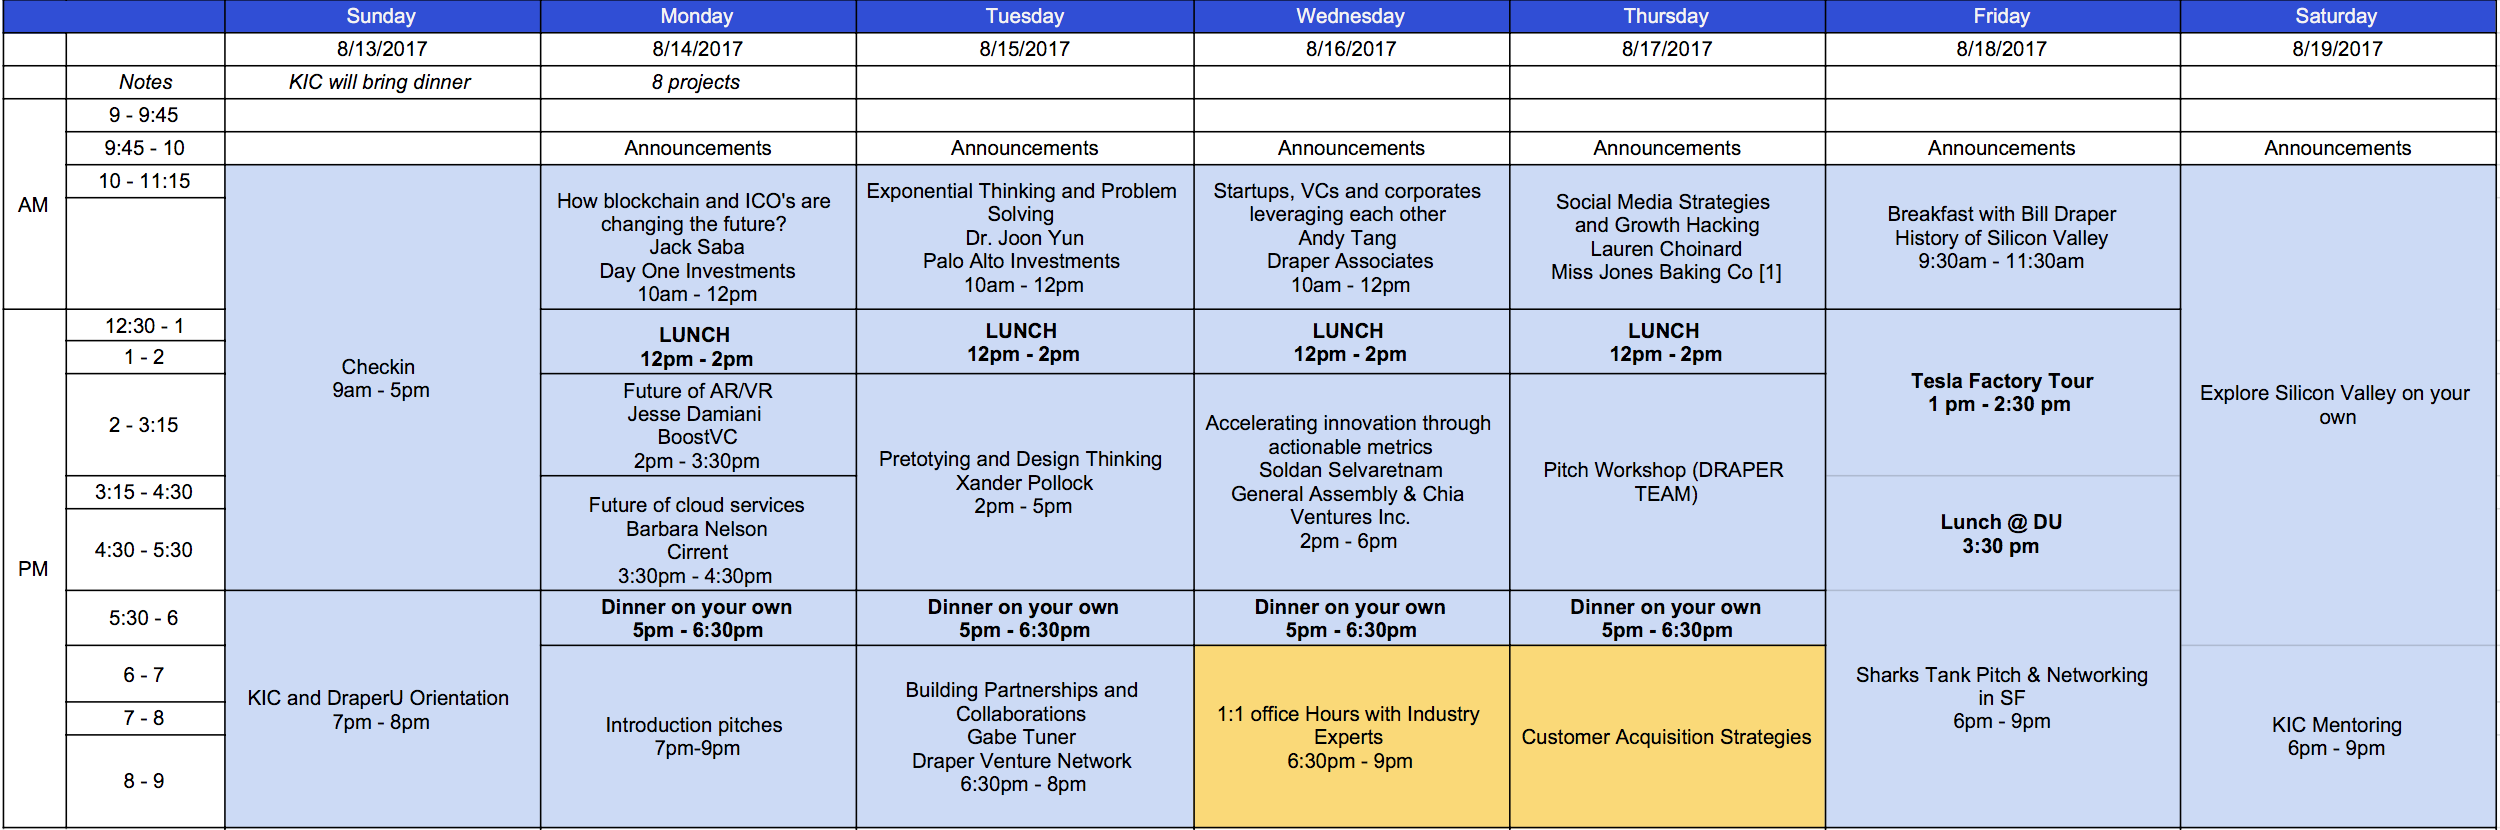 Sunday Monday Tuesday Wednesday Thursday Friday Saturday
8/13/2017 8/14/2017 8/15/2017 8/16/2017 8/17/2017 8/18/2017 8/19/2017
Notes KIC will bring dinner 8 projects
AM
9 - 9:45
9:45 - 10 Announcements Announcements Announcements Announcements Announcements Announcements
10 - 11:15
How blockchain and ICO's are
changing the future?
Jack Saba
Day One Investments
10am - 12pm
Exponential Thinking and Problem
Solving
Dr. Joon Yun
Palo Alto Investments
10am - 12pm
Startups, VCs and corporates
leveraging each other
Andy Tang
Draper Associates
10am - 12pm
Social Media Strategies
and Growth Hacking
Lauren Choinard
Miss Jones Baking Co [1]
Breakfast with Bill Draper
History of Silicon Valley
9:30am - 11:30am
PM
12:30 - 1
1 - 2
Checkin
9am - 5pm
LUNCH
12pm - 2pm
LUNCH
12pm - 2pm
LUNCH
12pm - 2pm
LUNCH
12pm - 2pm
Tesla Factory Tour
1 pm - 2:30 pm
Explore Silicon Valley on your
own
2 - 3:15
Future of AR/VR
Jesse Damiani
BoostVC
2pm - 3:30pm
Pretotying and Design Thinking
Xander Pollock
2pm - 5pm
Accelerating innovation through
actionable metrics
Soldan Selvaretnam
General Assembly & Chia
Ventures Inc.
2pm - 6pm
Pitch Workshop (DRAPER
TEAM)
3:15 - 4:30
4:30 - 5:30
Future of cloud services
Barbara Nelson
Cirrent
3:30pm - 4:30pm
Lunch @ DU
3:30 pm
5:30 - 6
Dinner on your own
5pm - 6:30pm
Dinner on your own
5pm - 6:30pm
Dinner on your own
5pm - 6:30pm
Dinner on your own
5pm - 6:30pm
6 - 7
7 - 8
8 - 9
KIC and DraperU Orientation
7pm - 8pm
Introduction pitches
7pm-9pm
Building Partnerships and
Collaborations
Gabe Tuner
Draper Venture Network
6:30pm - 8pm
1:1 office Hours with Industry
Experts
6:30pm - 9pm
Customer Acquisition Strategies
Sharks Tank Pitch & Networking
in SF
6pm - 9pm
KIC Mentoring
6pm - 9pm